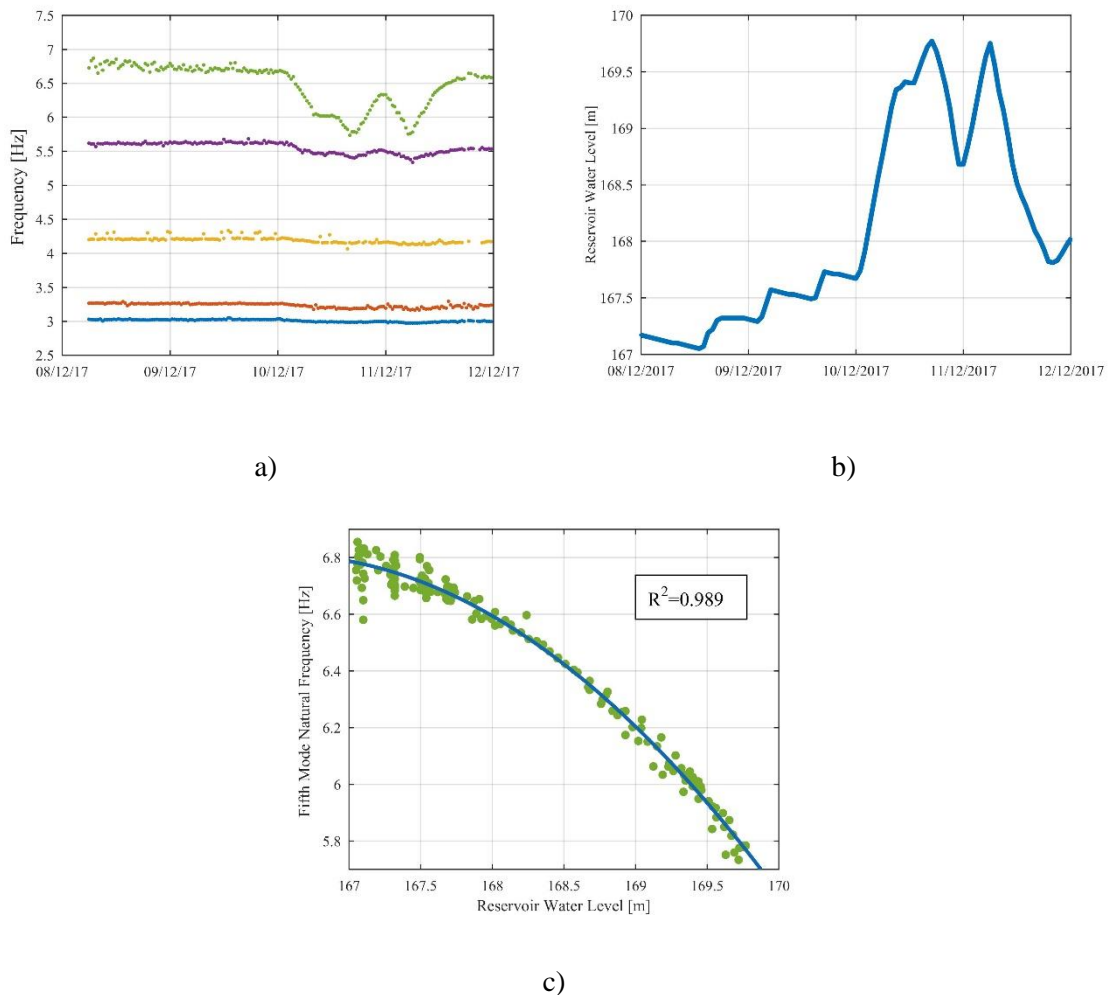 7.5
7
6.5
6
5.5
5
4.5
4
3.5
3
2.5
Frequency [Hz]
08/12/17 09/12/17 10/12/17 11/12/17 12/12/17
a)
170
169.5
169
168.5
168
167.5
167
Reservoir Water Level [m]
08/12/2017 09/12/2017 10/12/2017 11/12/2017 12/12/2017
b)
6.8
6.6
6.4
6.2
6
5.8
Fifth Mode Natural Frequency [Hz]
R²=0.989
167 167.5 168 168.5 169 169.5 170
Reservoir Water Level [m]
c)